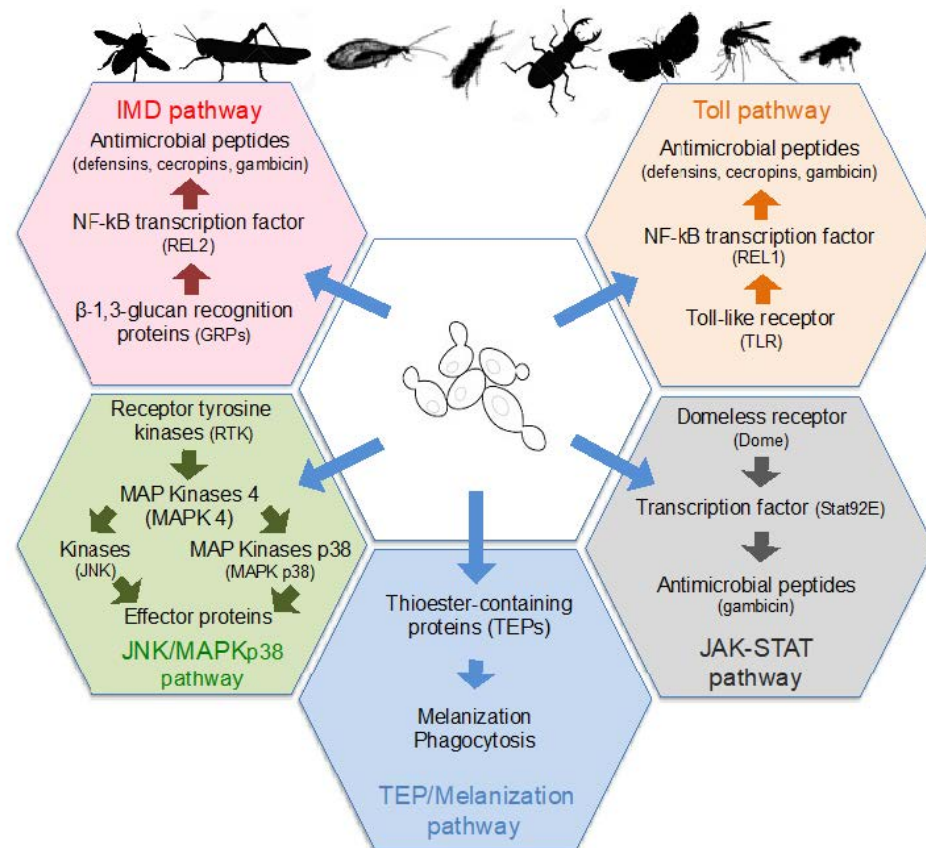 IMD pathway
Antimicrobial peptides
(defensins, cecropins, gambicin)
NF-kB transcription factor
(REL2)
β-1,3-glucan recognition
proteins (GRPs)
Toll pathway
Antimicrobial peptides
(defensins, cecropins, gambicin)
NF-kB transcription factor
(REL1)
Toll-like receptor
(TLR)
Receptor tyrosine
kinases (RTK)
MAP Kinases 4
(MAPK 4)
Kinases
(JNK)
MAP Kinases p38
(MAPK p38)
Effector proteins
JNK/MAPKp38
pathway
Thioester-containing
proteins (TEPs)
Melanization
Phagocytosis
TEP/Melanization
pathway
Domeless receptor
(Dome)
Transcription factor (Stat92E)
Antimicrobial peptides
(gambicin)
JAK-STAT
pathway